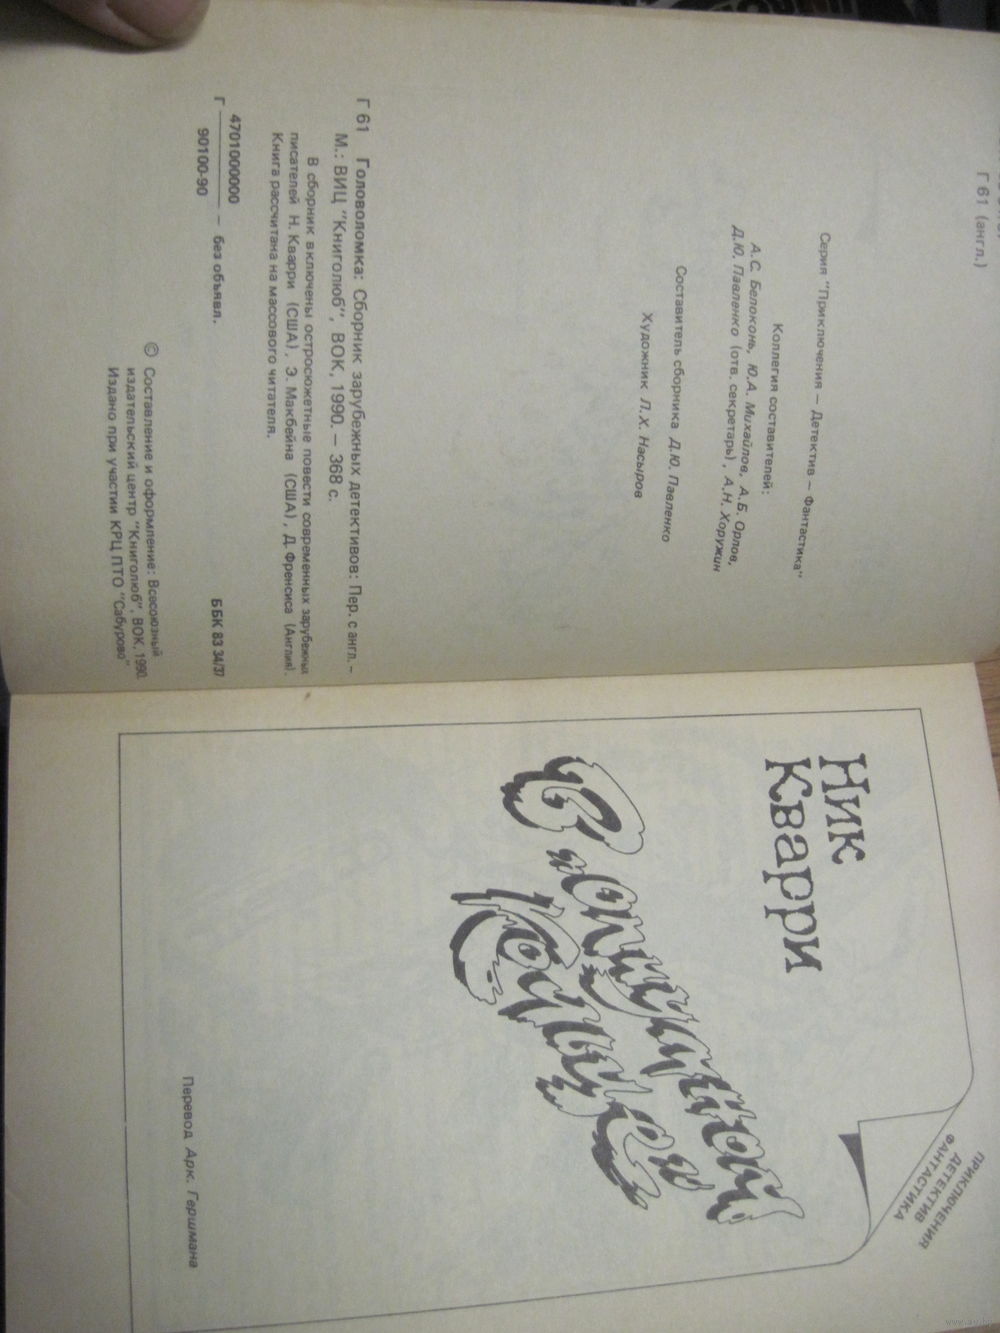 Г 61 (англ.)
Серия "Приключения — Детектив — Фантастика"
Коллегия составителей:
А.С. Белоконь, Ю.А. Михайлов, А.Б. Орлов,
Д.Ю. Павленко (отв. секретарь), А.Н. Хоружин
Составитель сборника Д.Ю. Павленко
Художник Л.Х. Насыров
Г 61 Головоломка: Сборник зарубежных детективов: Пер. с англ. —
М.: ВИЦ "Книголюб", ВОК, 1990. — 368 с.
В сборник включены остросюжетные повести современных зарубежных
писателей Н. Кварри (США), Э. Макбейна (США), Д. Френсиса (Англия).
Книга рассчитана на массового читателя.
Г 4701000000 — без объявл.
90100-90
ББК 83 34/37
© Составление и оформление: Всесоюзный
издательский центр "Книголюб", ВОК, 1990.
Издано при участии КРЦ ПТО "Сабурово"
ПРИКЛЮЧЕНИЯ
ДЕТЕКТИВ
ФАНТАСТИКА
Ник
Кварри
Перевод Арк. Гершмана